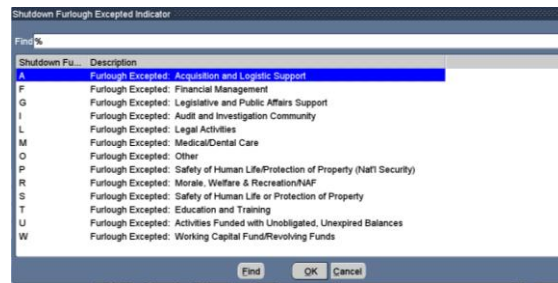 Shutdown Furlough Excepted Indicator
Find %
Shutdown Fu... Description
A Furlough Excepted: Acquisition and Logistic Support
F Furlough Excepted: Financial Management
G Furlough Excepted: Legislative and Public Affairs Support
I Furlough Excepted: Audit and Investigation Community
L Furlough Excepted: Legal Activities
M Furlough Excepted: Medical/Dental Care
O Furlough Excepted: Other
P Furlough Excepted: Safety of Human Life/Protection of Property (Nat'l Security)
R Furlough Excepted: Morale, Welfare & Recreation/NAF
S Furlough Excepted: Safety of Human Life or Protection of Property
T Furlough Excepted: Education and Training
U Furlough Excepted: Activities Funded with Unobligated, Unexpired Balances
W Furlough Excepted: Working Capital Fund/Revolving Funds
Find OK Cancel